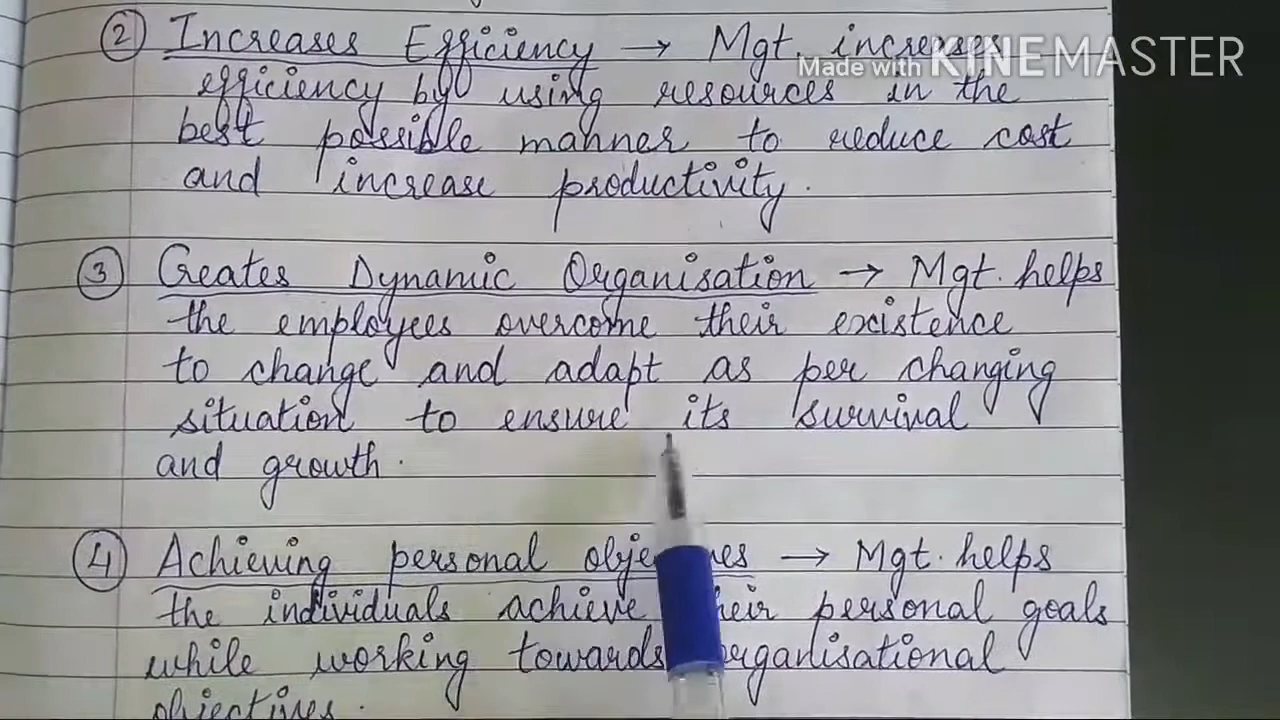 ② Increases Efficiency → Mgt. increases
Made with KINEMASTER
efficiency by using resources in the
best possible manner to reduce cost
and increase productivity.
③ Creates Dynamic Organisation → Mgt. helps
the employees overcome their existence
to change and adapt as per changing
situation to ensure its survival
and growth.
④ Achieving personal obje ves → Mgt. helps
the individuals achieve heir personal goals
while working towards organisational
objectives.